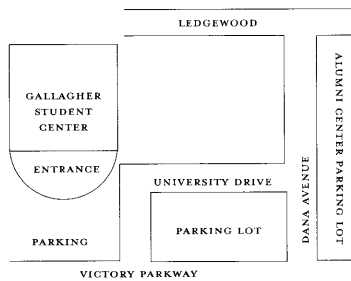 LEDGEWOOD
GALLAGHER
STUDENT
CENTER
ENTRANCE
PARKING
UNIVERSITY DRIVE
PARKING LOT
DANA AVENUE
ALUMNI CENTER PARKING LOT
VICTORY PARKWAY